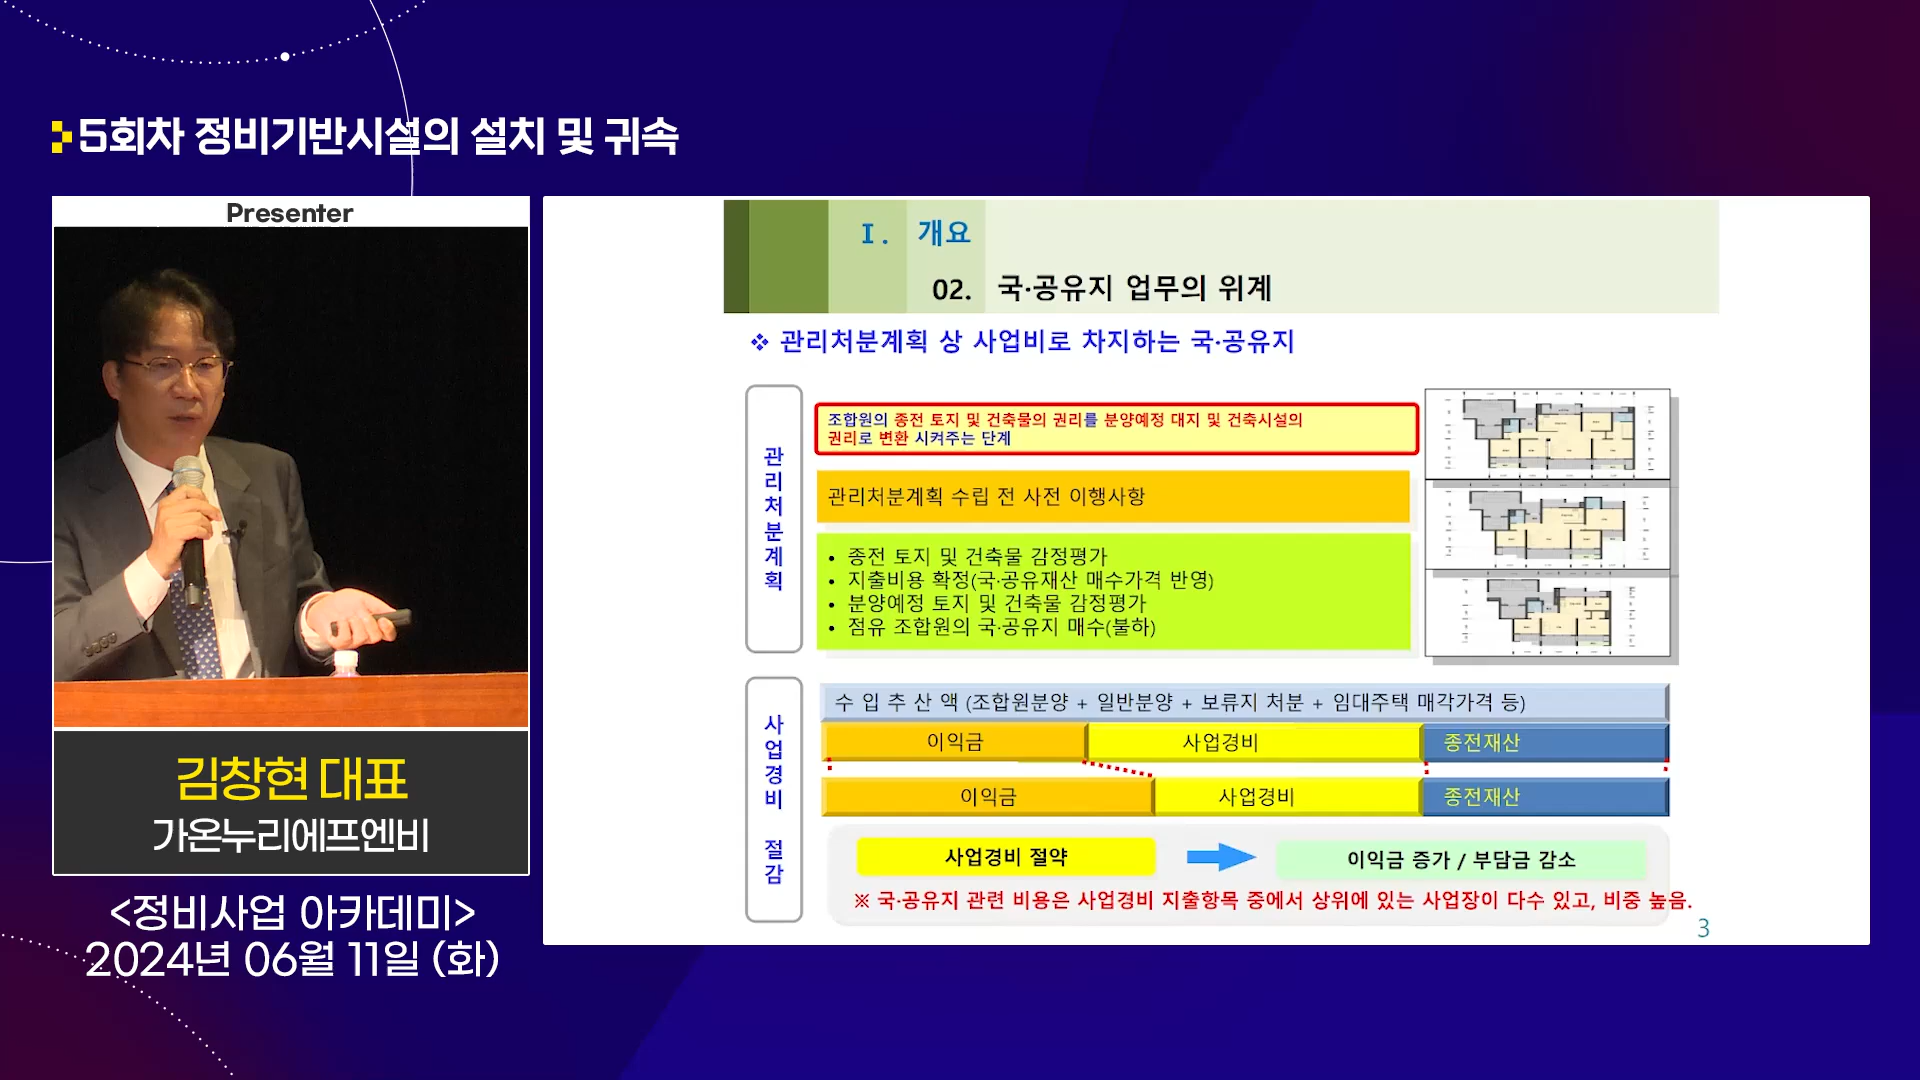 5회차 정비기반시설의 설치 및 귀속
Presenter
김창현 대표
가온누리에프엔비
<정비사업 아카데미>
2024년 06월 11일 (화)
Ⅰ. 개요
02. 국·공유지 업무의 위계
❖ 관리처분계획 상 사업비로 차지하는 국·공유지
관리처분계획
조합원의 종전 토지 및 건축물의 권리를 분양예정 대지 및 건축시설의
권리로 변환 시켜주는 단계
관리처분계획 수립 전 사전 이행사항
• 종전 토지 및 건축물 감정평가
• 지출비용 확정(국·공유재산 매수가격 반영)
• 분양예정 토지 및 건축물 감정평가
• 점유 조합원의 국·공유지 매수(불하)
사업경비 절감
수 입 추 산 액 (조합원분양 + 일반분양 + 보류지 처분 + 임대주택 매각가격 등)
이익금 사업경비 종전재산
이익금 사업경비 종전재산
사업경비 절약 이익금 증가 / 부담금 감소
※ 국·공유지 관련 비용은 사업경비 지출항목 중에서 상위에 있는 사업장이 다수 있고, 비중 높음.
3